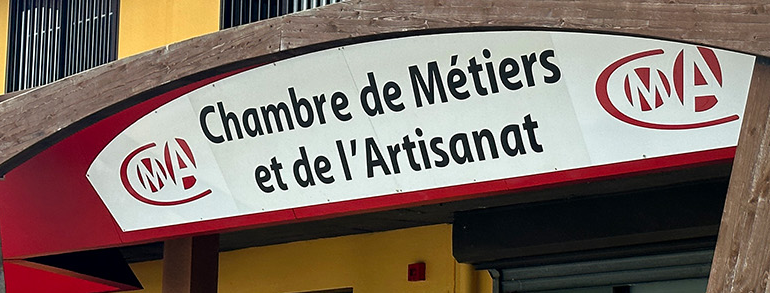 Chambre de Métiers
et de l'Artisanat
CMA
CMA